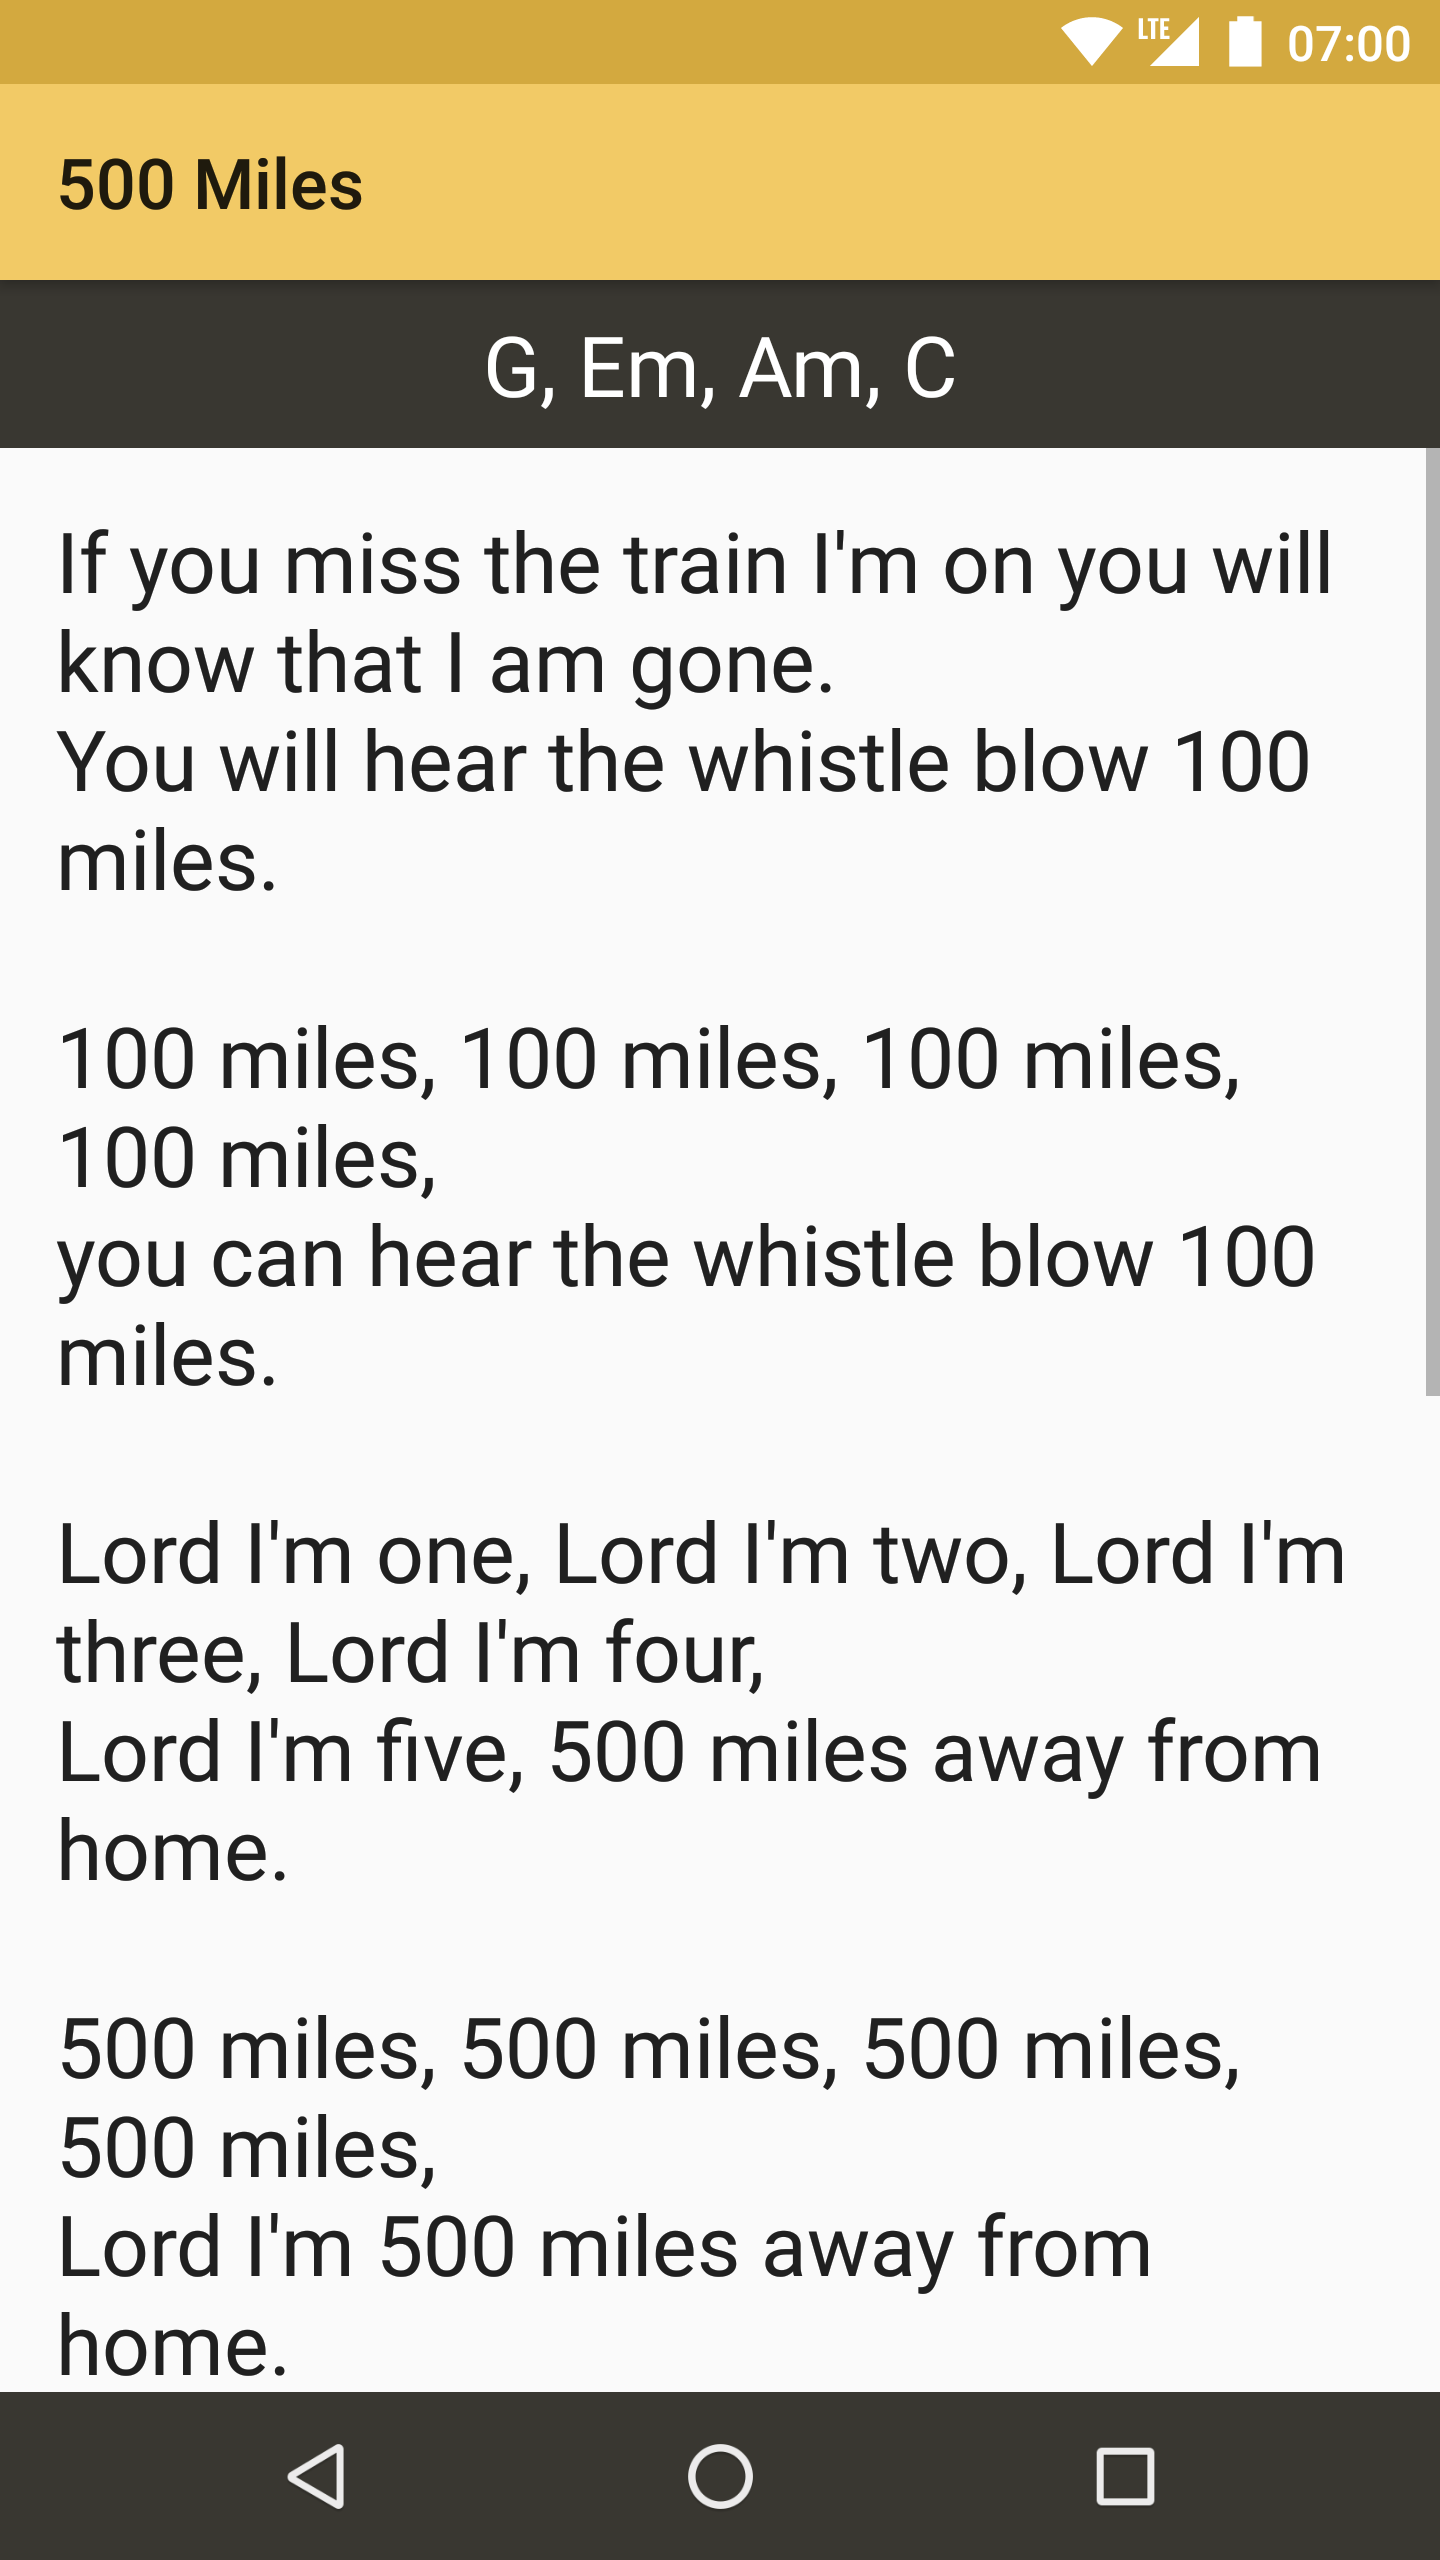 LTE 07:00
500 Miles
G, Em, Am, C
If you miss the train I'm on you will
know that I am gone.
You will hear the whistle blow 100
miles.
100 miles, 100 miles, 100 miles,
100 miles,
you can hear the whistle blow 100
miles.
Lord I'm one, Lord I'm two, Lord I'm
three, Lord I'm four,
Lord I'm five, 500 miles away from
home.
500 miles, 500 miles, 500 miles,
500 miles,
Lord I'm 500 miles away from
home.